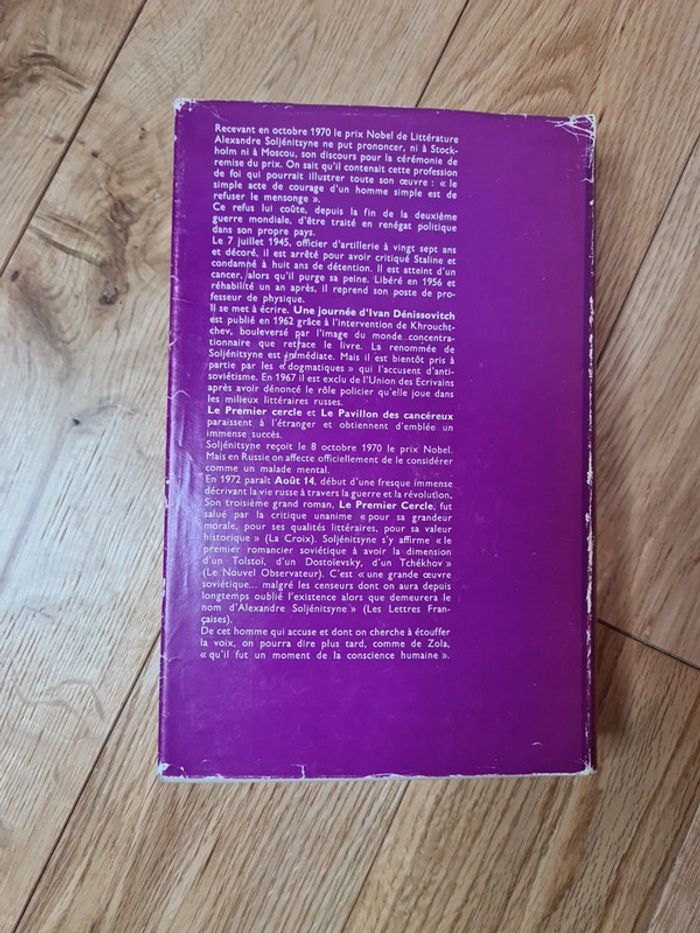 Recevant en octobre 1970 le prix Nobel de Littérature
Alexandre Soljénitsyne ne put prononcer, ni à Stock-
holm ni à Moscou, son discours pour la cérémonie de
remise du prix. On sait qu'il contenait cette profession
de foi qui pourrait illustrer toute son œuvre : « le
simple acte de courage d'un homme simple est de
refuser le mensonge ».
Ce refus lui coûte, depuis la fin de la deuxième
guerre mondiale, d'être traité en renégat politique
dans son propre pays.
Le 7 juillet 1945, officier d'artillerie à vingt sept ans
et décoré, il est arrêté pour avoir critiqué Staline et
condamné à huit ans de détention. Il est atteint d'un
cancer, alors qu'il purge sa peine. Libéré en 1956 et
réhabilité un an après, il reprend son poste de pro-
fesseur de physique.
Il se met à écrire. Une journée d'Ivan Dénissovitch
est publié en 1962 grâce à l'intervention de Khroucht-
chev, bouleversé par l'image du monde concentra-
tionnaire que retrace le livre. La renommée de
Soljénitsyne est immédiate. Mais il est bientôt pris à
partie par les « dogmatiques » qui l'accusent d'anti-
soviétisme. En 1967 il est exclu de l'Union des Ecrivains
après avoir dénoncé le rôle policier qu'elle joue dans
les milieux littéraires russes.
Le Premier cercle et Le Pavillon des cancéreux
paraissent à l'étranger et obtiennent d'emblée un
immense succès.
Soljénitsyne reçoit le 8 octobre 1970 le prix Nobel.
Mais en Russie on affecte officiellement de le considérer
comme un malade mental.
En 1972 paraît Août 14, début d'une fresque immense
décrivant la vie russe à travers la guerre et la révolution.
Son troisième grand roman, Le Premier Cercle, fut
salué par la critique unanime « pour sa grandeur
morale, pour ses qualités littéraires, pour sa valeur
historique » (La Croix). Soljénitsyne s'y affirme « le
premier romancier soviétique à avoir la dimension
d'un Tolstoï, d'un Dostoïevsky, d'un Tchékhov »
(Le Nouvel Observateur). C'est « une grande œuvre
soviétique... malgré les censeurs dont on aura depuis
longtemps oublié l'existence alors que demeurera le
nom d'Alexandre Soljénitsyne » (Les Lettres Fran-
çaises).
De cet homme qui accuse et dont on cherche à étouffer
la voix, on pourra dire plus tard, comme de Zola,
« qu'il fut un moment de la conscience humaine ».